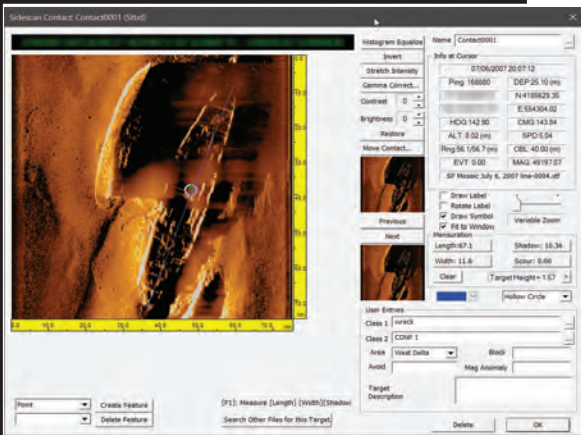 Sidescan Contact: Contact0001 (Sttxd)
Histogram Equalize
Invert
Stretch Intensity
Gamma Correct...
Contrast 0
Brightness 0
Restore
Move Contact...
Previous
Next
Name Contact0001
Info at Cursor
07/06/2007 20:07:12
Ping: 168880 DEP:25.10 (m)
N:4185629.35
E:554304.02
HDG:142.90 CMG:143.84
ALT: 8.02 (m) SPD:5.04
Rng:56.1/56.7 (m) CBL: 40.00 (m)
EVT 0.00 MAG: 49197.07
SF Mosaic July 6, 2007 line-0004.xtf
Draw Label
Rotate Label
Draw Symbol
Fit to Window
Variable Zoom
Mensuration
Length:67.1 Shadow: 16.36
Width: 11.6 Scour: 0.00
Clear Target Height= 1.57 >
Hollow Circle
User Entries
Class 1 wreck
Class 2 CONF 1
Area West Delta Block
Avoid Mag Anomaly
Target
Description
10.0 20.0 30.0 40.0 50.0 60.0 70.0
Point Create Feature
Delete Feature
[F1]: Measure [Length] [Width][Shadow
Search Other Files for this Target.
Delete OK